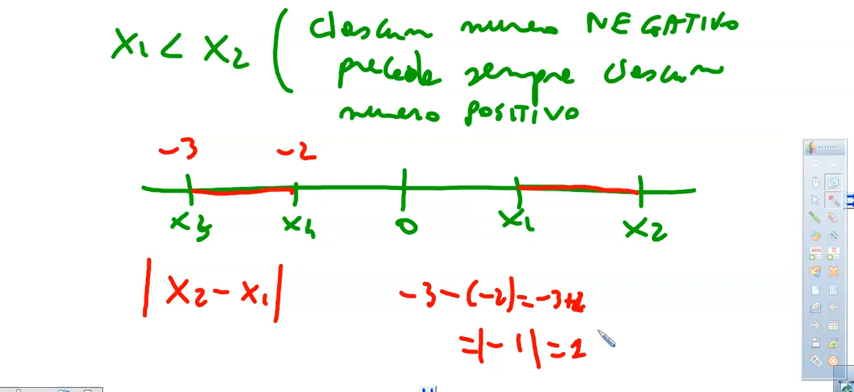 x₁ < x₂ ( ciascun numero NEGATIVO
precede sempre ciascun
numero POSITIVO
-3 -2
x₃ x₄ 0 x₁ x₂
|x₂ - x₁|
-3 - (-2) = -3+2
= |-1| = 1